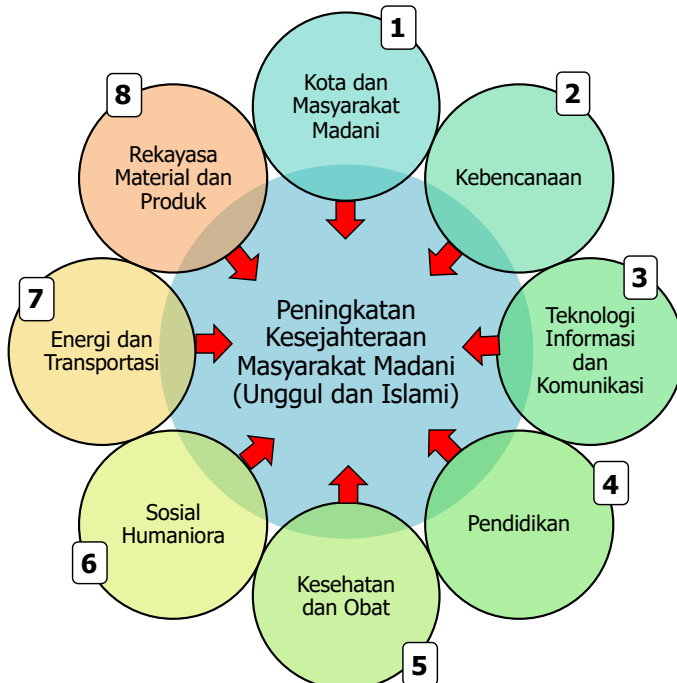 1
Kota dan
Masyarakat
Madani
2
Kebencanaan
3
Teknologi
Informasi
dan
Komunikasi
4
Pendidikan
5
Kesehatan
dan Obat
6
Sosial
Humaniora
7
Energi dan
Transportasi
8
Rekayasa
Material dan
Produk
Peningkatan
Kesejahteraan
Masyarakat Madani
(Unggul dan Islami)